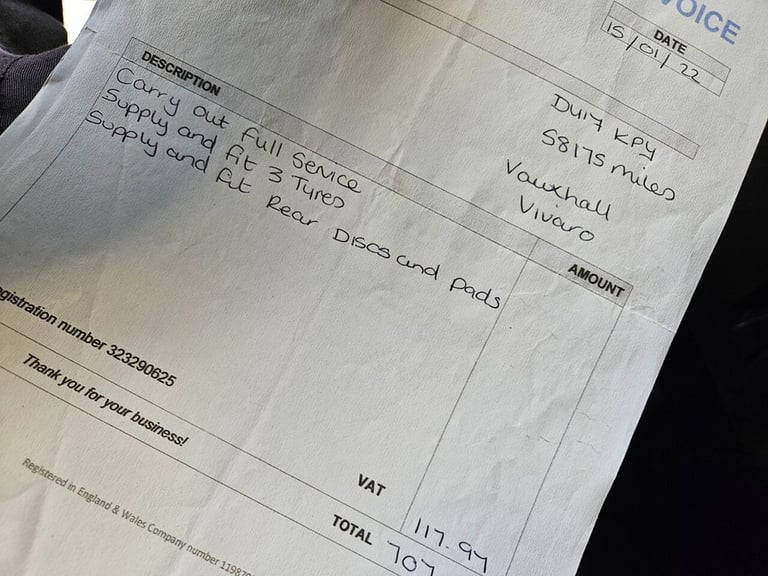 VOICE
DATE
15/01/22
DU17 KPY
58175 miles
Vauxhall
Vivaro
DESCRIPTION
AMOUNT
Carry out full Service
Supply and fit 3 Tyres
Supply and fit Rear Discs and Pads
egistration number 323290625
Thank you for your business!
VAT
117.97
TOTAL
707
Registered in England & Wales Company number 11987